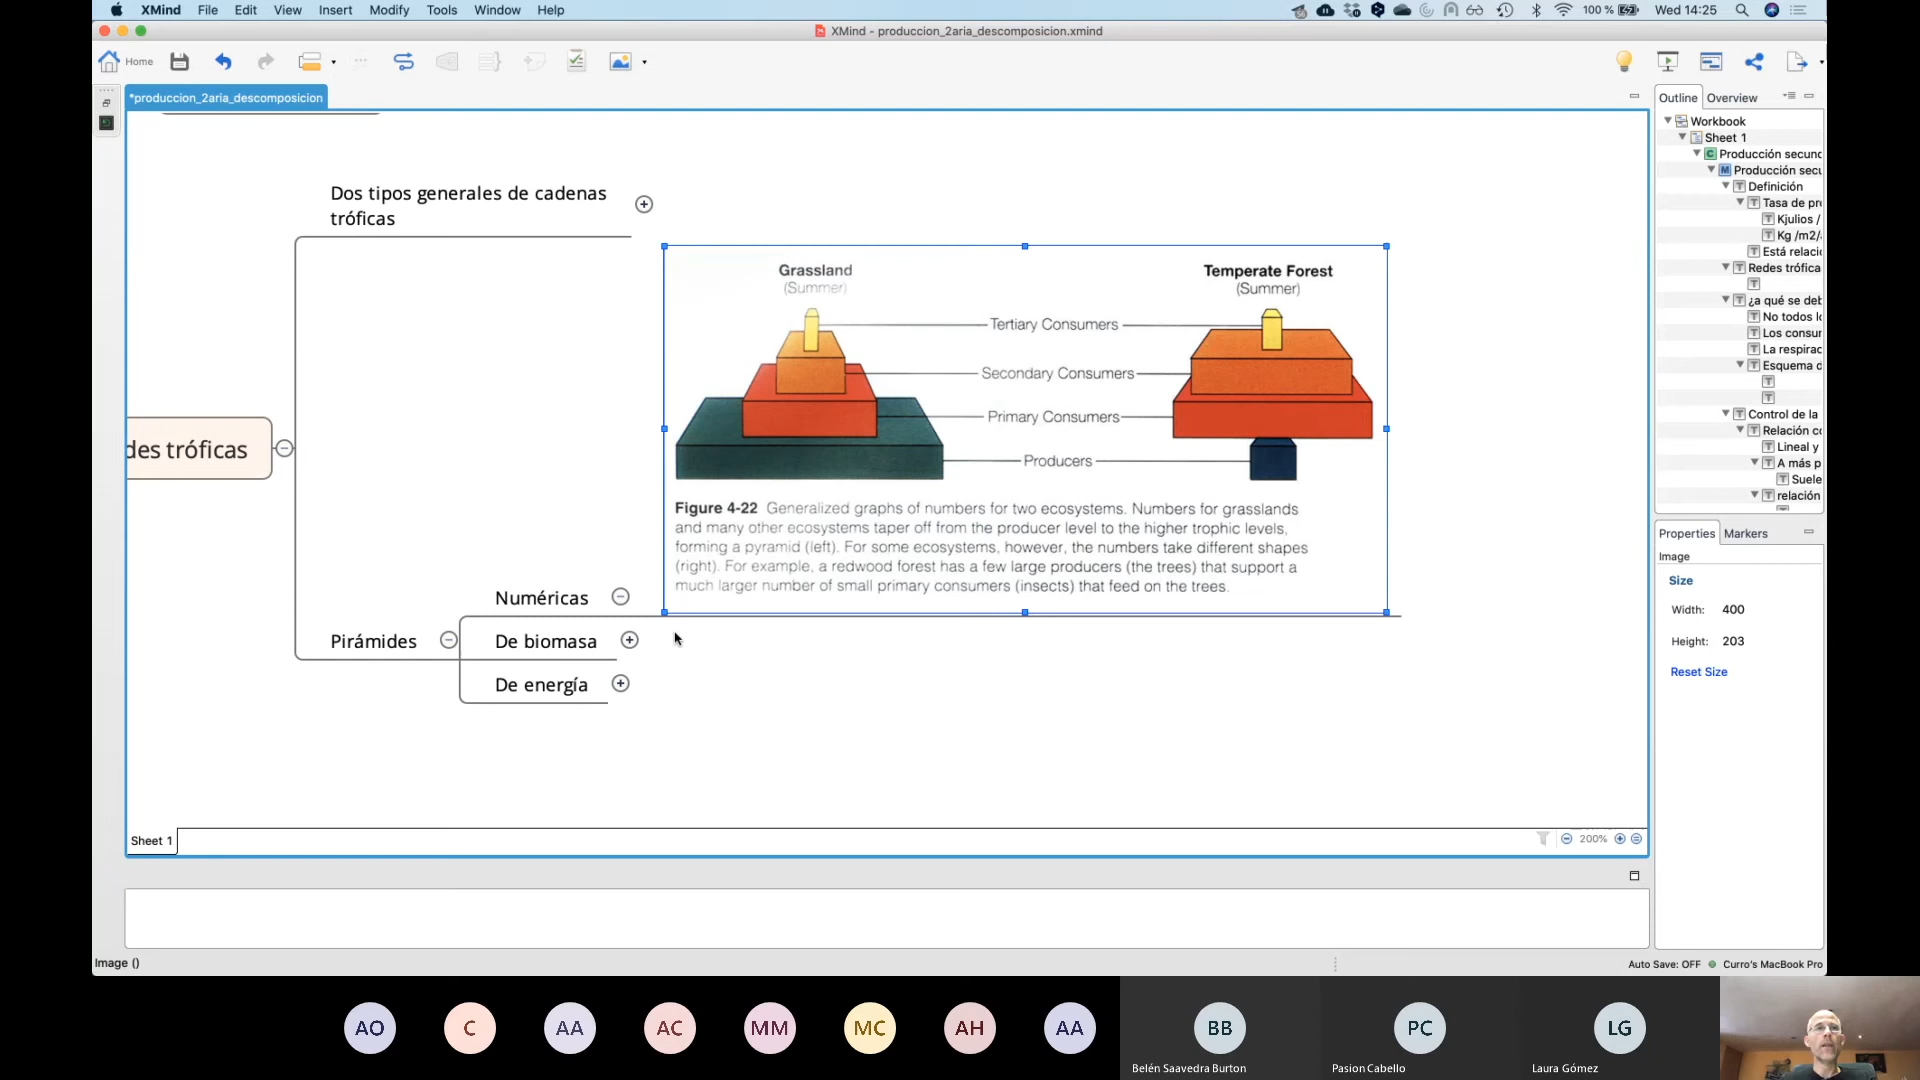 XMind File Edit View Insert Modify Tools Window Help
100 % Wed 14:25
XMind - produccion_2aria_descomposicion.xmind
Home
*produccion_2aria_descomposicion
Dos tipos generales de cadenas
tróficas
des tróficas
Grassland
(Summer)
Temperate Forest
(Summer)
Tertiary Consumers
Secondary Consumers
Primary Consumers
Producers
Figure 4-22 Generalized graphs of numbers for two ecosystems. Numbers for grasslands
and many other ecosystems taper off from the producer level to the higher trophic levels,
forming a pyramid (left). For some ecosystems, however, the numbers take different shapes
(right). For example, a redwood forest has a few large producers (the trees) that support a
much larger number of small primary consumers (insects) that feed on the trees.
Numéricas
Pirámides
De biomasa
De energía
Sheet 1
200%
Outline Overview
Workbook
Sheet 1
C Producción secund
M Producción secu
T Definición
T Tasa de pro
T Kjulios /
T Kg /m2/
T Está relaci
T Redes trófica
T
T ¿a qué se deb
T No todos lo
T Los consur
T La respirac
T Esquema d
T
T
T Control de la
T Relación co
T Lineal y
T A más p
T Suele
T relación
Properties Markers
Image
Size
Width: 400
Height: 203
Reset Size
Image ()
Auto Save: OFF Curro's MacBook Pro
AO C AA AC MM MC AH AA BB PC LG
Belén Saavedra Burton
Pasion Cabello
Laura Gómez